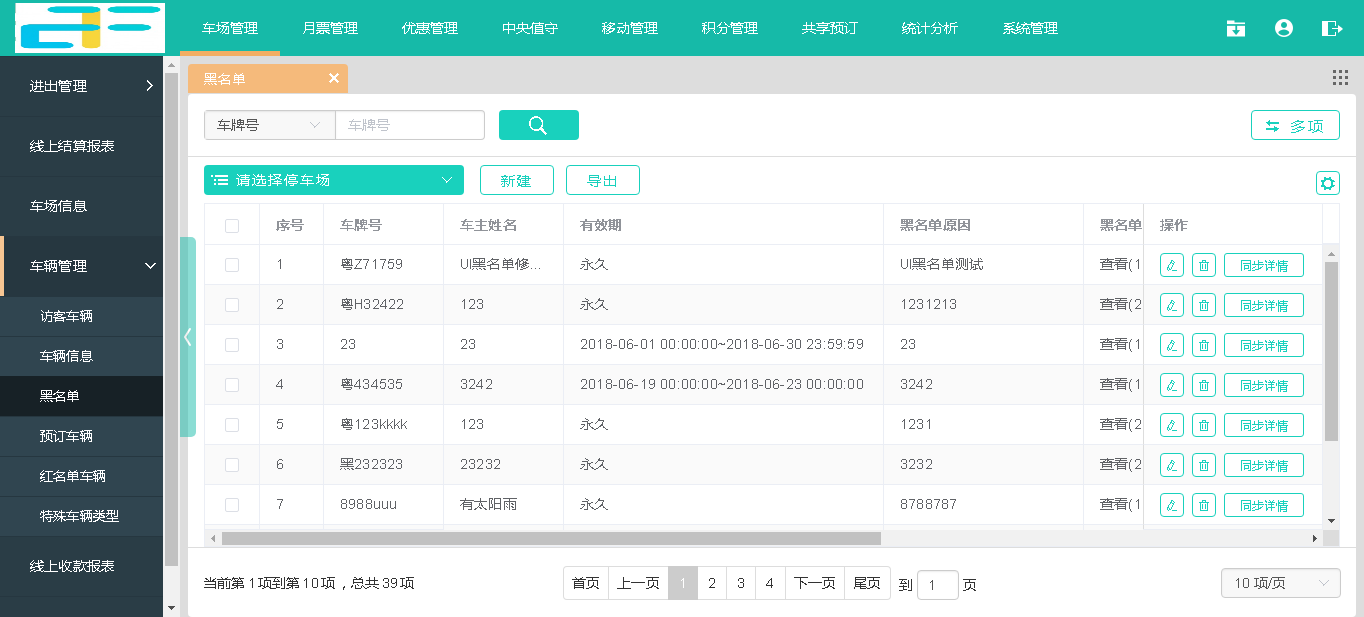 车场管理 月票管理 优惠管理 中央值守 移动管理 积分管理 共享预订 统计分析 系统管理
进出管理
线上结算报表
车场信息
车辆管理
访客车辆
车辆信息
黑名单
预订车辆
红名单车辆
特殊车辆类型
线上收款报表
黑名单
车牌号 车牌号 多项
请选择停车场 新建 导出
序号 车牌号 车主姓名 有效期 黑名单原因 黑名单 操作
1 粤Z71759 UI黑名单修... 永久 UI黑名单测试 查看(1 同步详情
2 粤H32422 123 永久 1231213 查看(2 同步详情
3 23 23 2018-06-01 00:00:00~2018-06-30 23:59:59 23 查看(1 同步详情
4 粤434535 3242 2018-06-19 00:00:00~2018-06-23 00:00:00 3242 查看(1 同步详情
5 粤123kkkk 123 永久 1231 查看(2 同步详情
6 黑232323 23232 永久 3232 查看(2 同步详情
7 8988uuu 有太阳雨 永久 8788787 查看(1 同步详情
当前第 1项到第 10项，总共 39项 首页 上一页 1 2 3 4 下一页 尾页 到 1 页 10 项/页